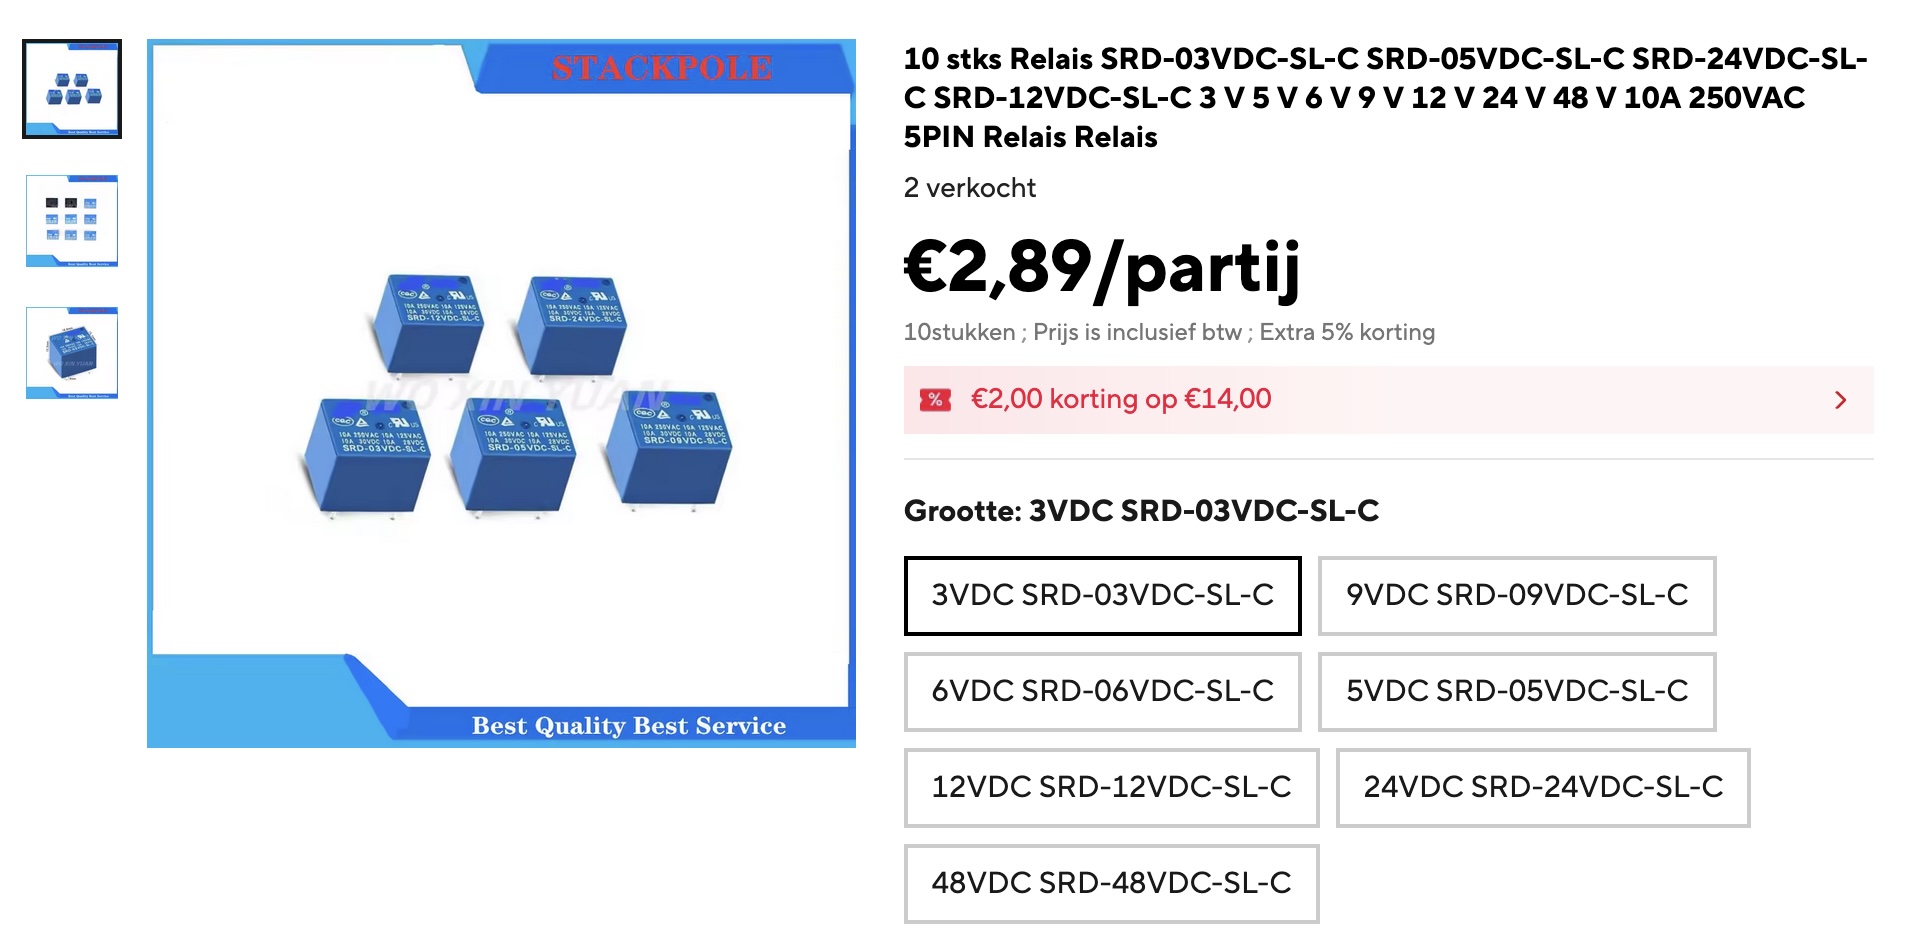 STACKPOLE
10A 250VAC 10A 125VAC
10A 30VDC 10A 28VDC
SRD-12VDC-SL-C
10A 250VAC 10A 125VAC
10A 30VDC 10A 28VDC
SRD-24VDC-SL-C
WO XIN YUAN
10A 250VAC 10A 125VAC
10A 30VDC 10A 28VDC
SRD-03VDC-SL-C
10A 250VAC 10A 125VAC
10A 30VDC 10A 28VDC
SRD-05VDC-SL-C
10A 250VAC 10A 125VAC
10A 30VDC 10A 28VDC
SRD-09VDC-SL-C
Best Quality Best Service
10 stks Relais SRD-03VDC-SL-C SRD-05VDC-SL-C SRD-24VDC-SL-
C SRD-12VDC-SL-C 3 V 5 V 6 V 9 V 12 V 24 V 48 V 10A 250VAC
5PIN Relais Relais
2 verkocht
€2,89/partij
10stukken ; Prijs is inclusief btw ; Extra 5% korting
% €2,00 korting op €14,00
Grootte: 3VDC SRD-03VDC-SL-C
3VDC SRD-03VDC-SL-C
9VDC SRD-09VDC-SL-C
6VDC SRD-06VDC-SL-C
5VDC SRD-05VDC-SL-C
12VDC SRD-12VDC-SL-C
24VDC SRD-24VDC-SL-C
48VDC SRD-48VDC-SL-C